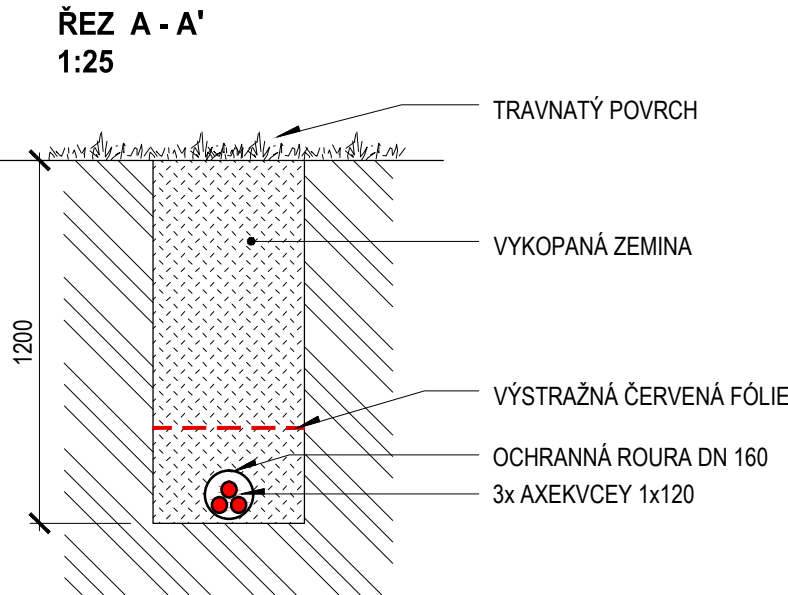 ŘEZ A - A'
1:25
TRAVNATÝ POVRCH
VYKOPANÁ ZEMINA
1200
VÝSTRAŽNÁ ČERVENÁ FÓLIE
OCHRANNÁ ROURA DN 160
3x AXEKVCEY 1x120